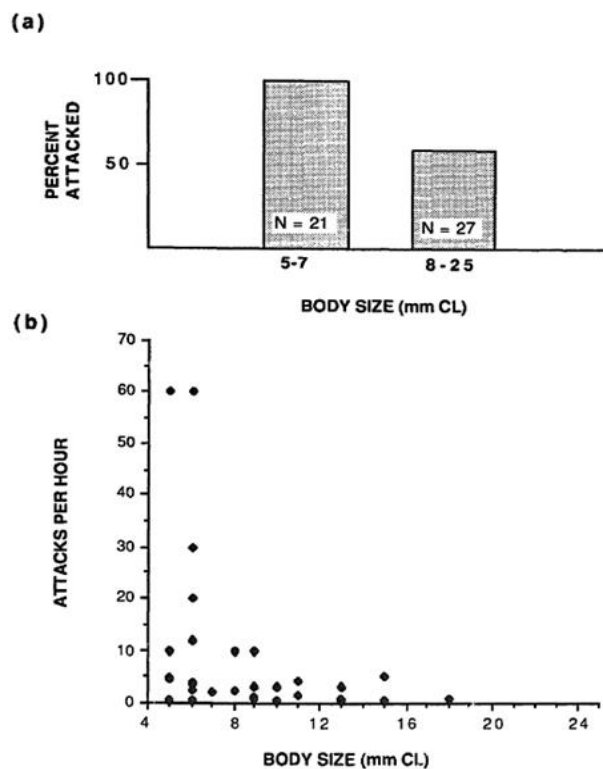 (a)
PERCENT
ATTACKED
100
50
N = 21
N = 27
5-7
8-25
BODY SIZE (mm CL)
(b)
ATTACKS PER HOUR
70
60
50
40
30
20
10
0
4
8
12
16
20
24
BODY SIZE (mm CL)